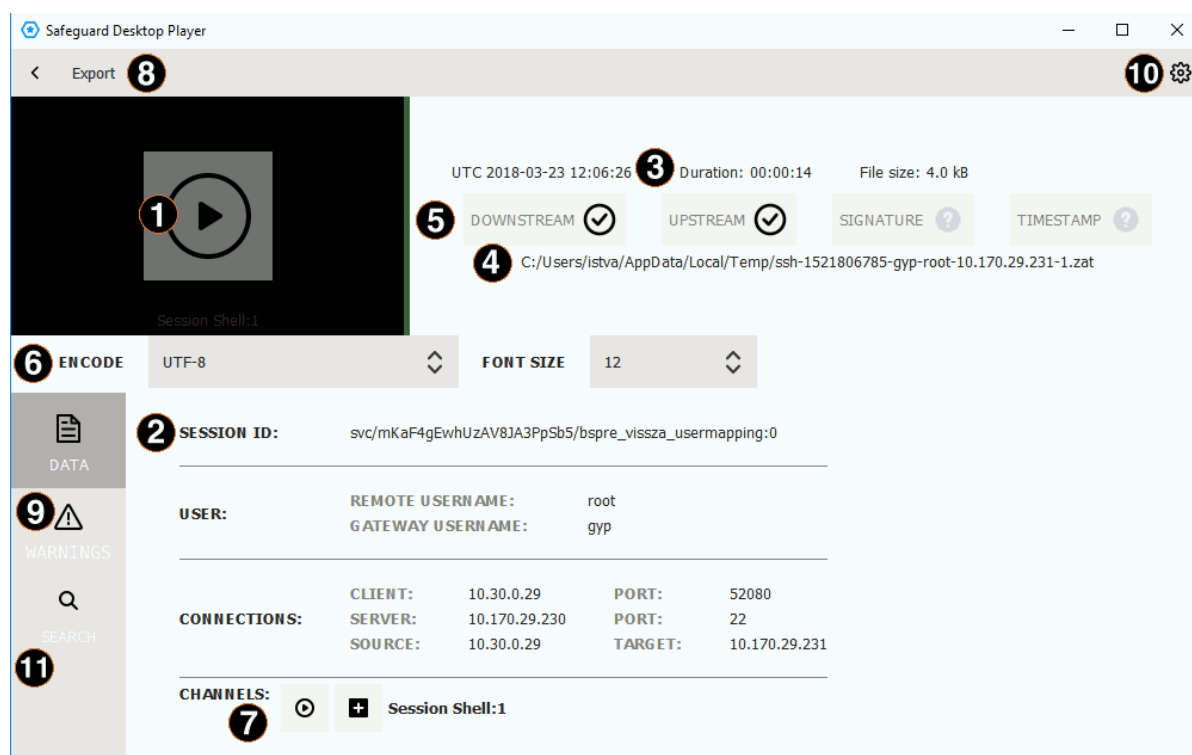 Safeguard Desktop Player
Export 8
10
UTC 2018-03-23 12:06:26 3 Duration: 00:00:14 File size: 4.0 kB
1
5 DOWNSTREAM UPSTREAM SIGNATURE ? TIMESTAMP ?
4 C:/Users/istva/AppData/Local/Temp/ssh-1521806785-gyp-root-10.170.29.231-1.zat
Session Shell:1
6 ENCODE UTF-8 FONT SIZE 12
DATA
2 SESSION ID: svc/mKaF4gEwhUzAV8JA3PpSb5/bspre_vissza_usermapping:0
9
WARNINGS
USER: REMOTE USERNAME: root
GATEWAY USERNAME: gyp
SEARCH
11
CONNECTIONS: CLIENT: 10.30.0.29 PORT: 52080
SERVER: 10.170.29.230 PORT: 22
SOURCE: 10.30.0.29 TARGET: 10.170.29.231
CHANNELS:
7 Session Shell:1